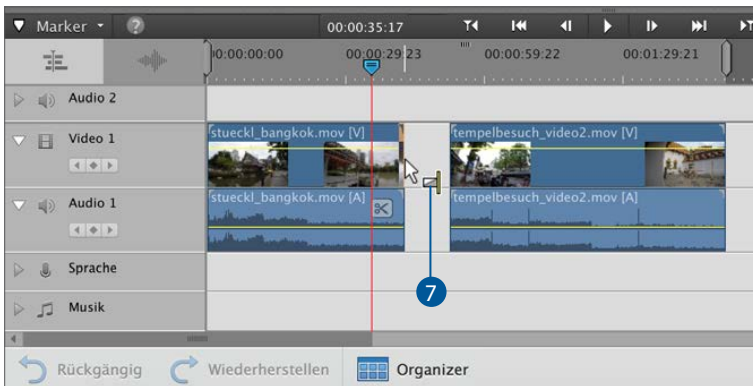 Marker
00:00:35:17
00:00:00:00
00:00:29:23
00:00:59:22
00:01:29:21
Audio 2
Video 1
stueckl_bangkok.mov [V]
tempelbesuch_video2.mov [V]
Audio 1
stueckl_bangkok.mov [A]
tempelbesuch_video2.mov [A]
Sprache
7
Musik
Rückgängig
Wiederherstellen
Organizer